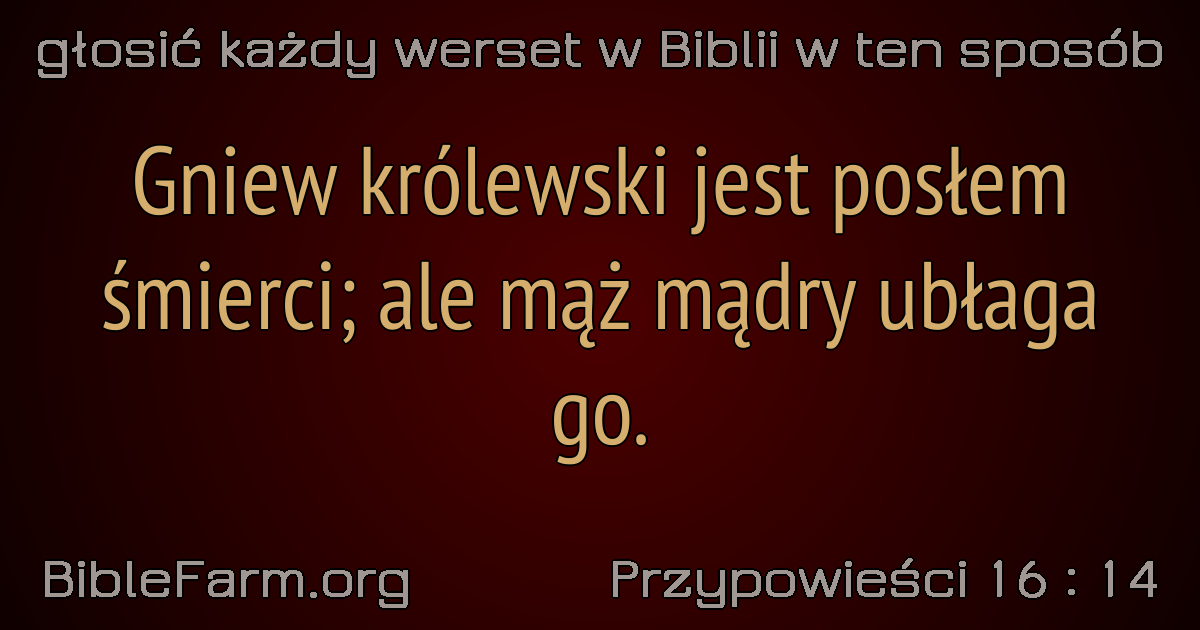 głosić każdy werset w Biblii w ten sposób
Gniew królewski jest posłem
śmierci; ale mąż mądry ubłaga
go.
BibleFarm.org
Przypowieści 16 : 14